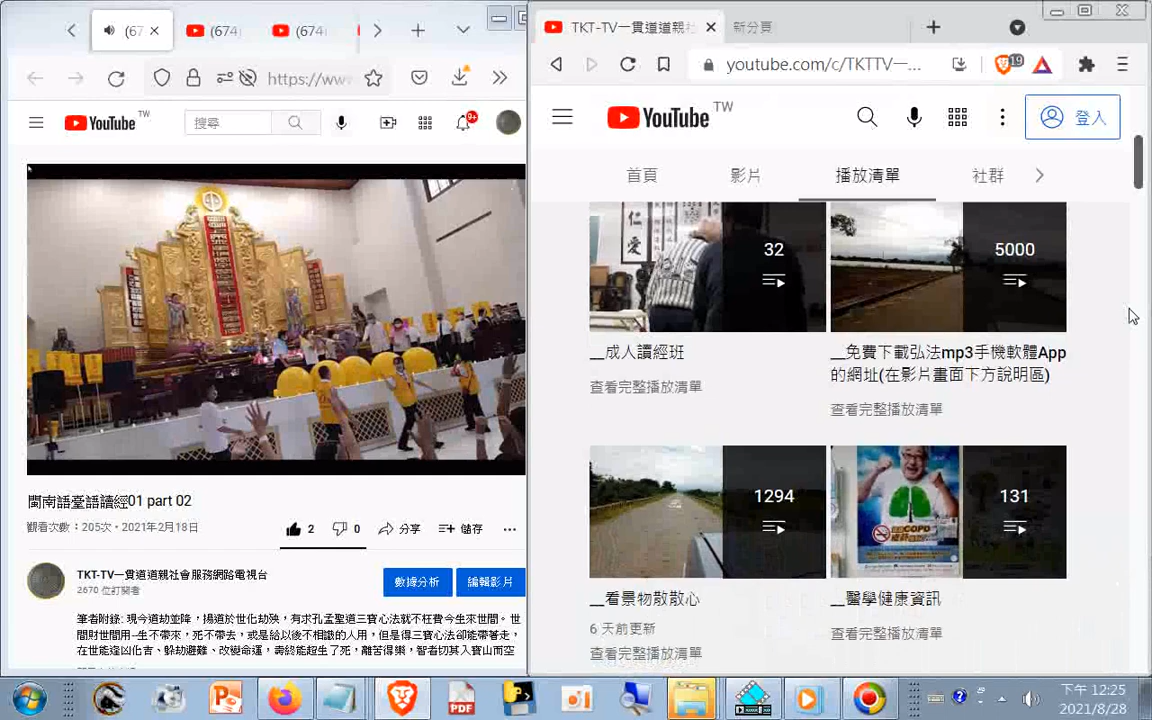 (67
(674
(674
https://www
YouTube TW
搜尋
9+
閩南語臺語讀經01 part 02
觀看次數：205次・2021年2月18日
2
0
分享
儲存
TKT-TV一貫道道親社會服務網路電視台
2670 位訂閱者
數據分析
編輯影片
筆者附錄: 現今道劫並降，揚道於世化劫殃，有求孔孟聖道三寶心法就不枉費今生來世間。世
間財世間用—生不帶來，死不帶去，或是給以後不相識的人用，但是得三寶心法卻能帶著走，
在世能逢凶化吉、躲劫避難、改變命運，壽終能超生了死，離苦得樂，智者切莫入寶山而空
TKT-TV一貫道道親社
新分頁
youtube.com/c/TKTTV一...
19
YouTube TW
登入
首頁
影片
播放清單
社群
仁
愛
32
5000
__成人讀經班
查看完整播放清單
__免費下載弘法mp3手機軟體App
的網址(在影片畫面下方說明區)
查看完整播放清單
1294
COPD
131
__看景物散散心
6 天前更新
查看完整播放清單
__醫學健康資訊
查看完整播放清單
PDF
下午 12:25
2021/8/28